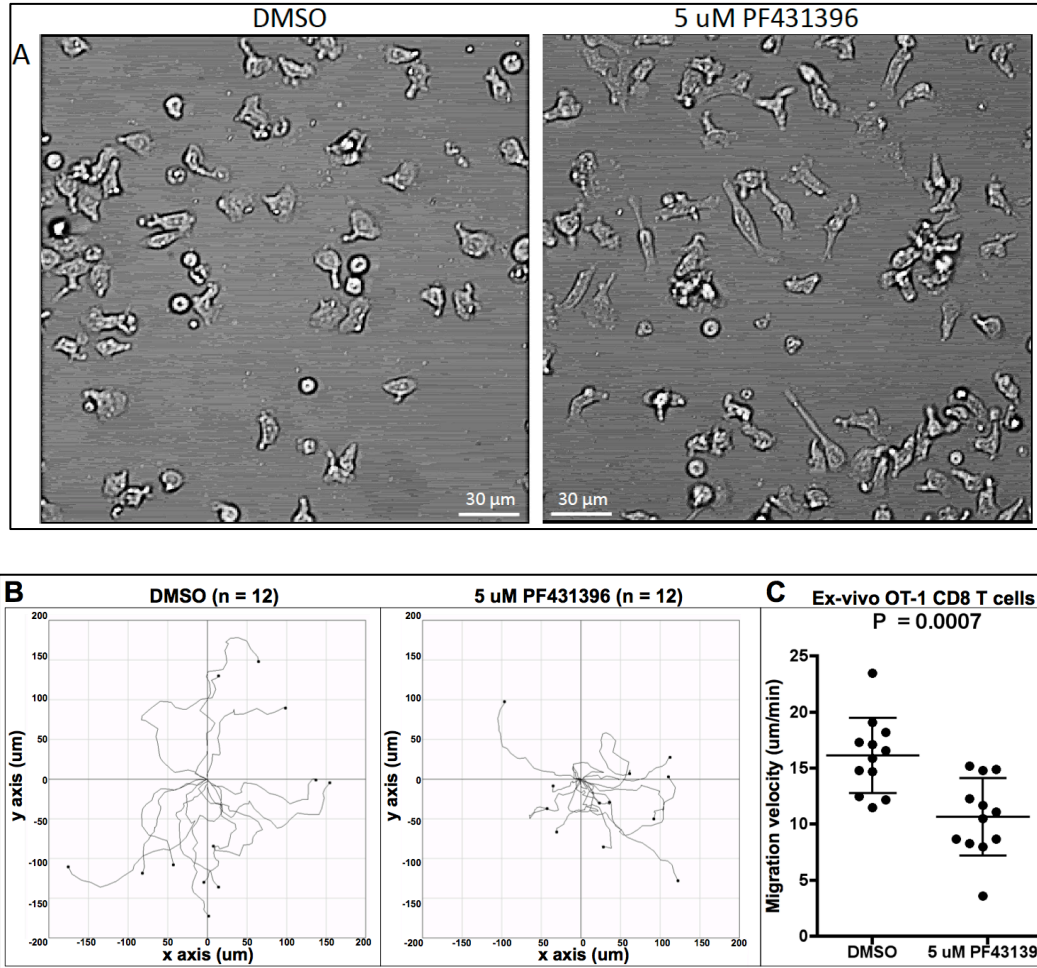 DMSO
5 uM PF431396
A
30 µm
30 µm
B
DMSO (n = 12)
5 uM PF431396 (n = 12)
y axis (um)
200
150
100
50
0
-50
-100
-150
-200
-150
-100
-50
0
50
100
150
200
x axis (um)
y axis (um)
200
150
100
50
0
-50
-100
-150
-200
-150
-100
-50
0
50
100
150
200
x axis (um)
C
Ex-vivo OT-1 CD8 T cells
P = 0.0007
Migration velocity (um/min)
25
20
15
10
5
0
DMSO
5 uM PF43139